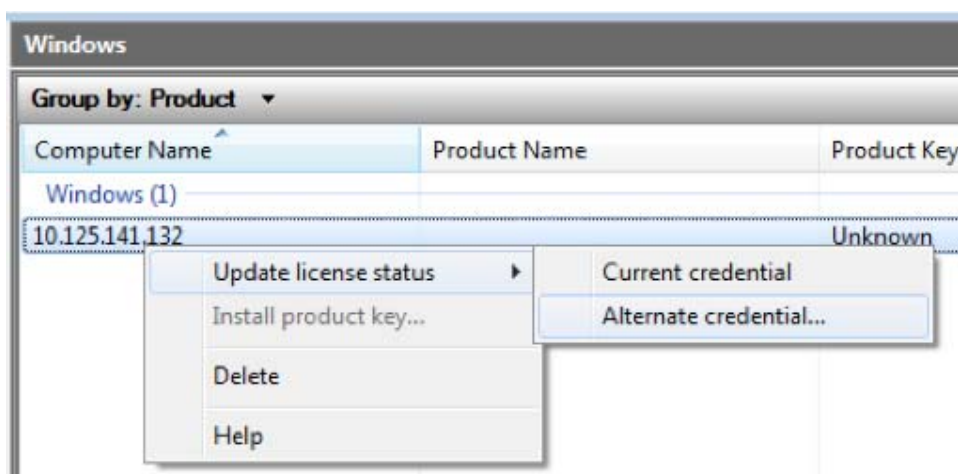 Windows
Group by: Product
Computer Name Product Name Product Key
Windows (1)
10.125.141.132 Unknown
Update license status Current credential
Install product key... Alternate credential...
Delete
Help